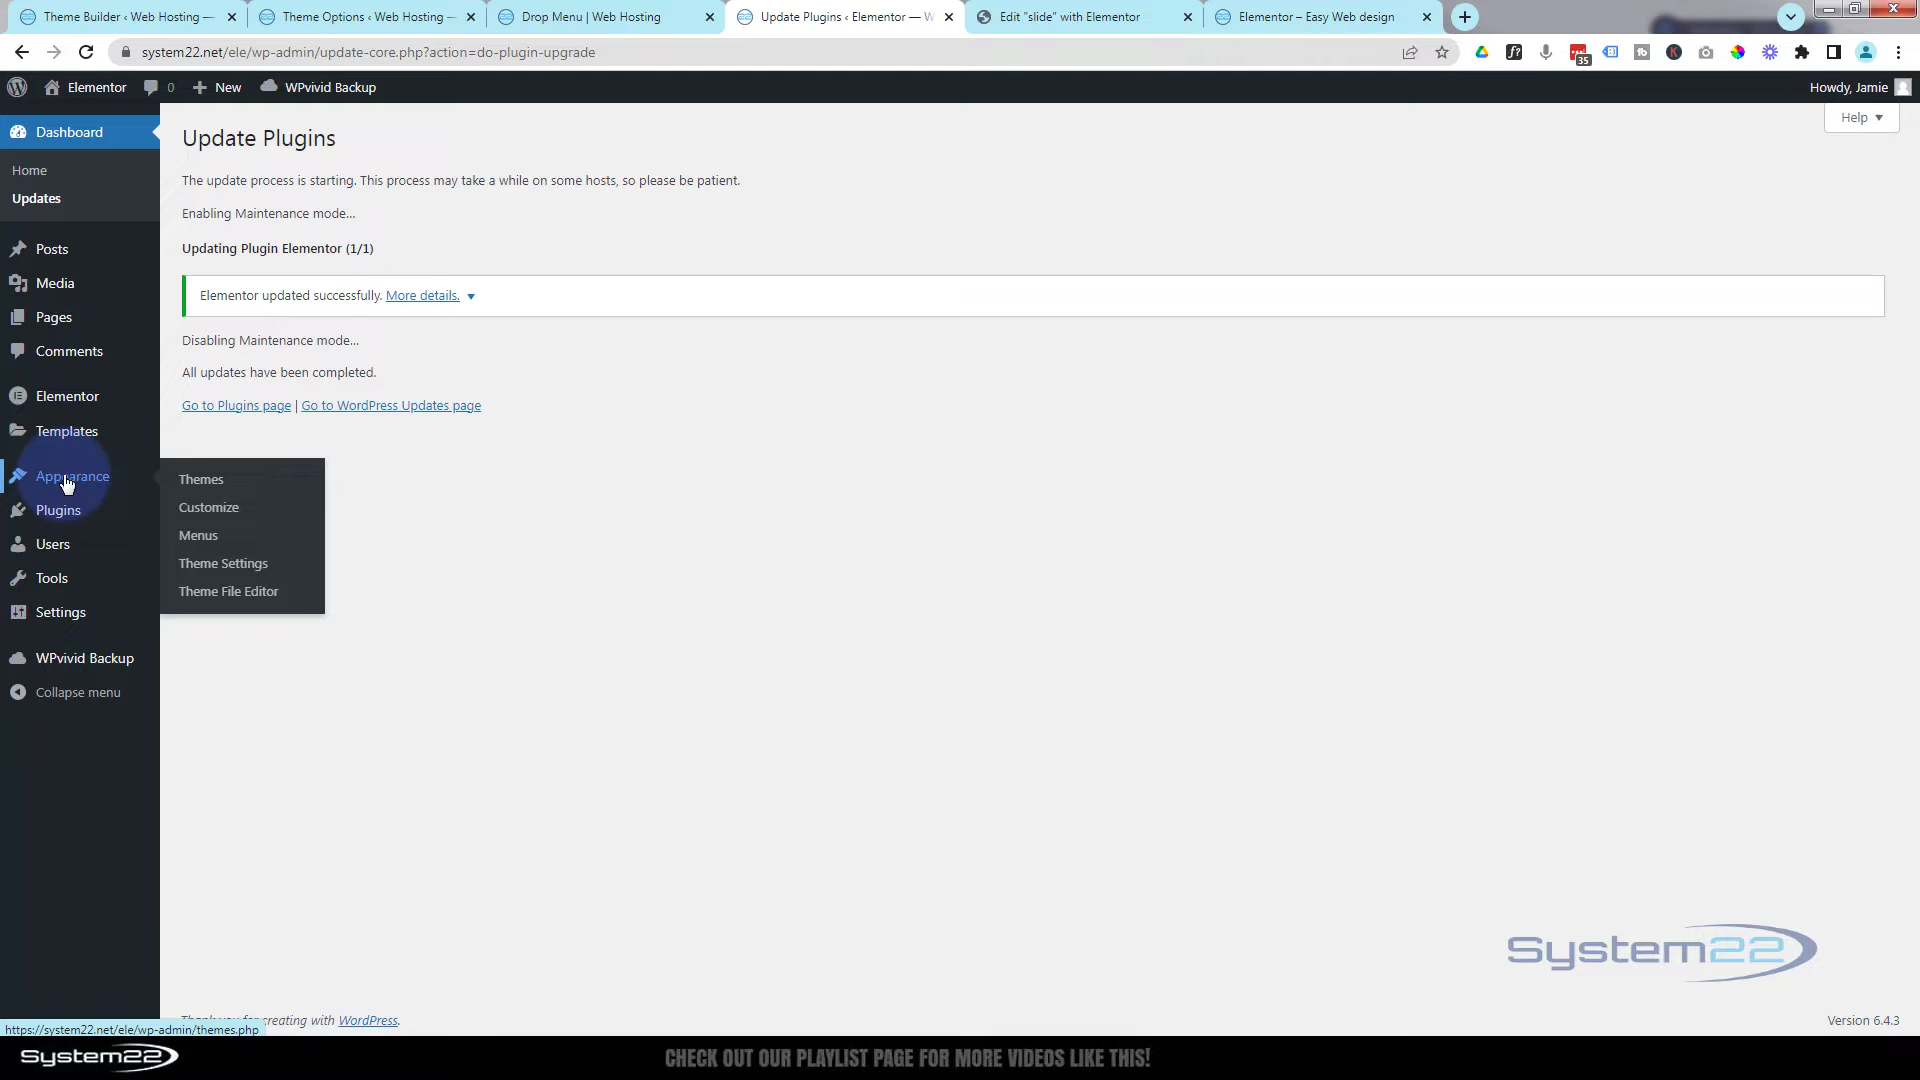 Theme Builder ‹ Web Hosting —
Theme Options ‹ Web Hosting —
Drop Menu | Web Hosting
Update Plugins ‹ Elementor — W
Edit "slide" with Elementor
Elementor – Easy Web design
system22.net/ele/wp-admin/update-core.php?action=do-plugin-upgrade
35
Elementor
0
New
WPvivid Backup
Howdy, Jamie
Help
Dashboard
Home
Updates
Posts
Media
Pages
Comments
Elementor
Templates
Appearance
Plugins
Users
Tools
Settings
WPvivid Backup
Collapse menu
Themes
Customize
Menus
Theme Settings
Theme File Editor
Update Plugins
The update process is starting. This process may take a while on some hosts, so please be patient.
Enabling Maintenance mode…
Updating Plugin Elementor (1/1)
Elementor updated successfully. More details.
Disabling Maintenance mode…
All updates have been completed.
Go to Plugins page | Go to WordPress Updates page
System22
Thank you for creating with WordPress.
Version 6.4.3
https://system22.net/ele/wp-admin/themes.php
System22
CHECK OUT OUR PLAYLIST PAGE FOR MORE VIDEOS LIKE THIS!